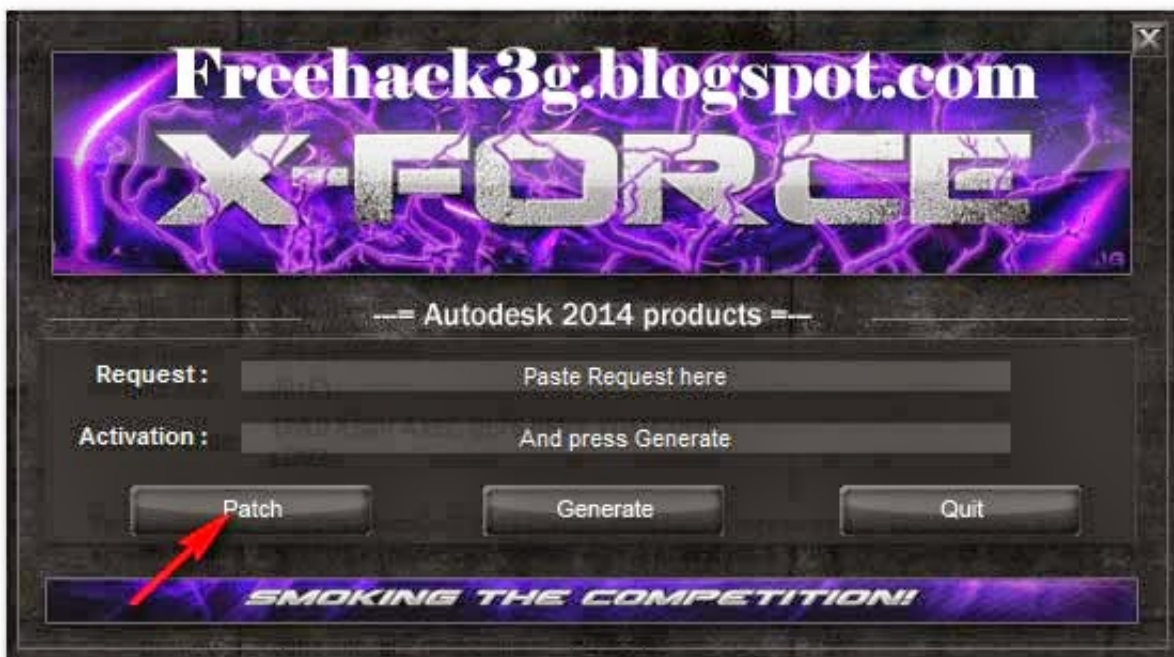 Freehack3g.blogspot.com
X-FORCE
---= Autodesk 2014 products =---
Request :
Paste Request here
Activation :
And press Generate
Patch
Generate
Quit
SMOKING THE COMPETITION!